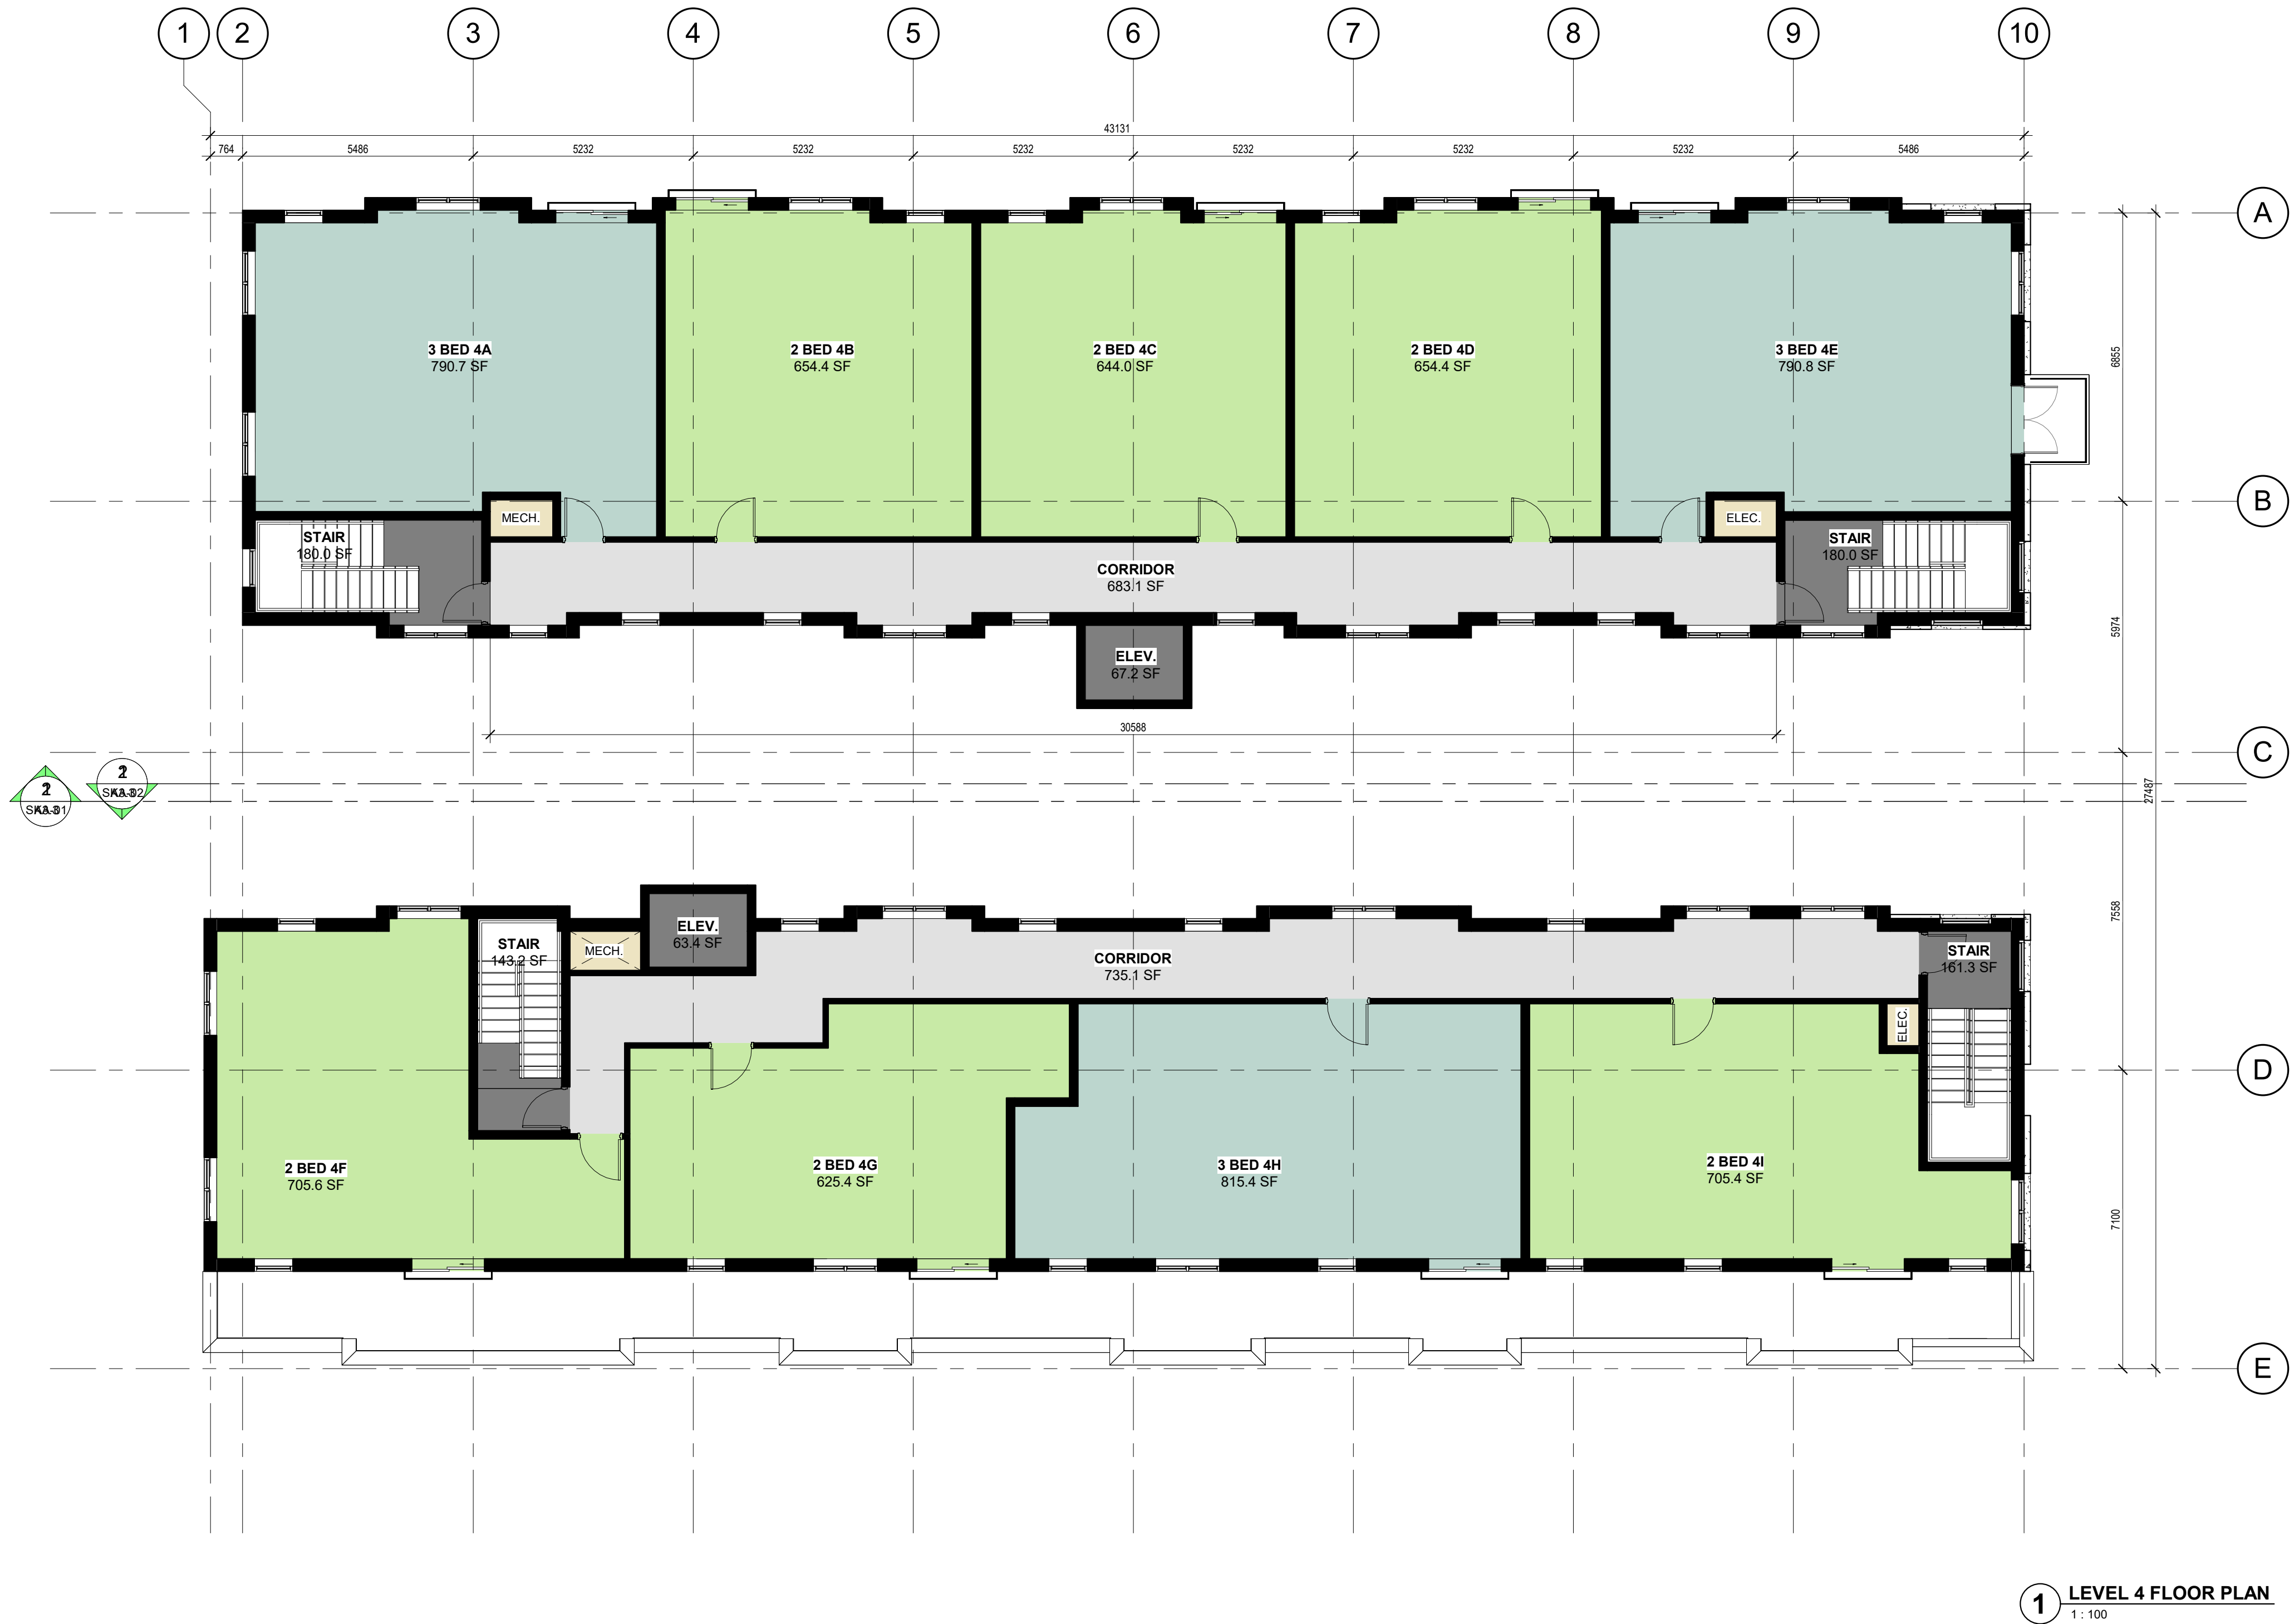 1 2 3 4 5 6 7 8 9 10
43131
764 5486 5232 5232 5232 5232 5232 5232 5486
A
3 BED 4A
790.7 SF
2 BED 4B
654.4 SF
2 BED 4C
644.0 SF
2 BED 4D
654.4 SF
3 BED 4E
790.8 SF
6855
B
MECH.
ELEC.
STAIR
180.0 SF
STAIR
180.0 SF
CORRIDOR
683.1 SF
5974
ELEV.
67.2 SF
30588
C
27487
ELEV.
63.4 SF
STAIR
143.2 SF
MECH.
CORRIDOR
735.1 SF
STAIR
161.3 SF
7558
ELEC.
D
2 BED 4F
705.6 SF
2 BED 4G
625.4 SF
3 BED 4H
815.4 SF
2 BED 4I
705.4 SF
7100
E
1 LEVEL 4 FLOOR PLAN
1 : 100